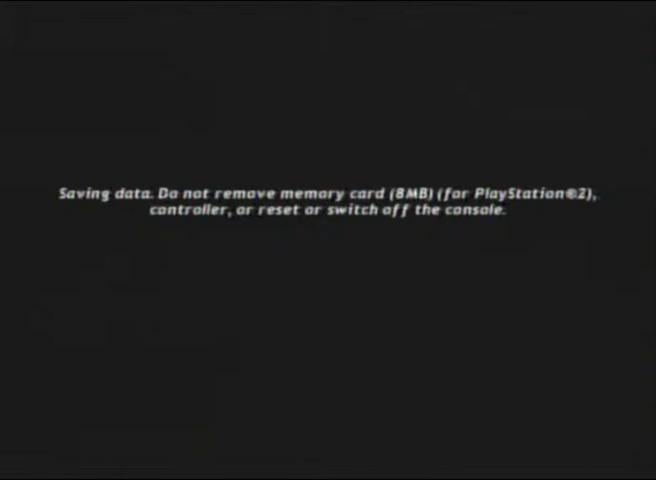 Saving data. Do not remove memory card (8MB) (for PlayStation®2),
controller, or reset or switch off the console.